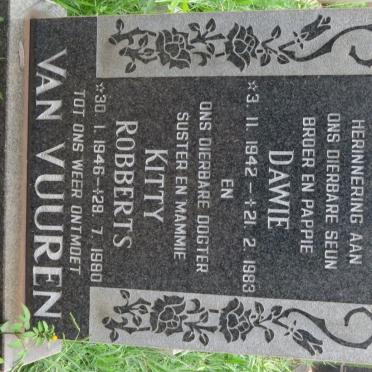 HERINNERING AAN
ONS DIERBARE SEUN
BROER EN PAPPIE
DAWIE
☆ 3. 11. 1942 – ✝ 21. 2. 1983
EN
ONS DIERBARE DOGTER
SUSTER EN MAMMIE
KITTY
ROBBERTS
☆ 30. 1. 1946 – ✝ 28. 7. 1980
TOT ONS WEER ONTMOET
VAN VUUREN